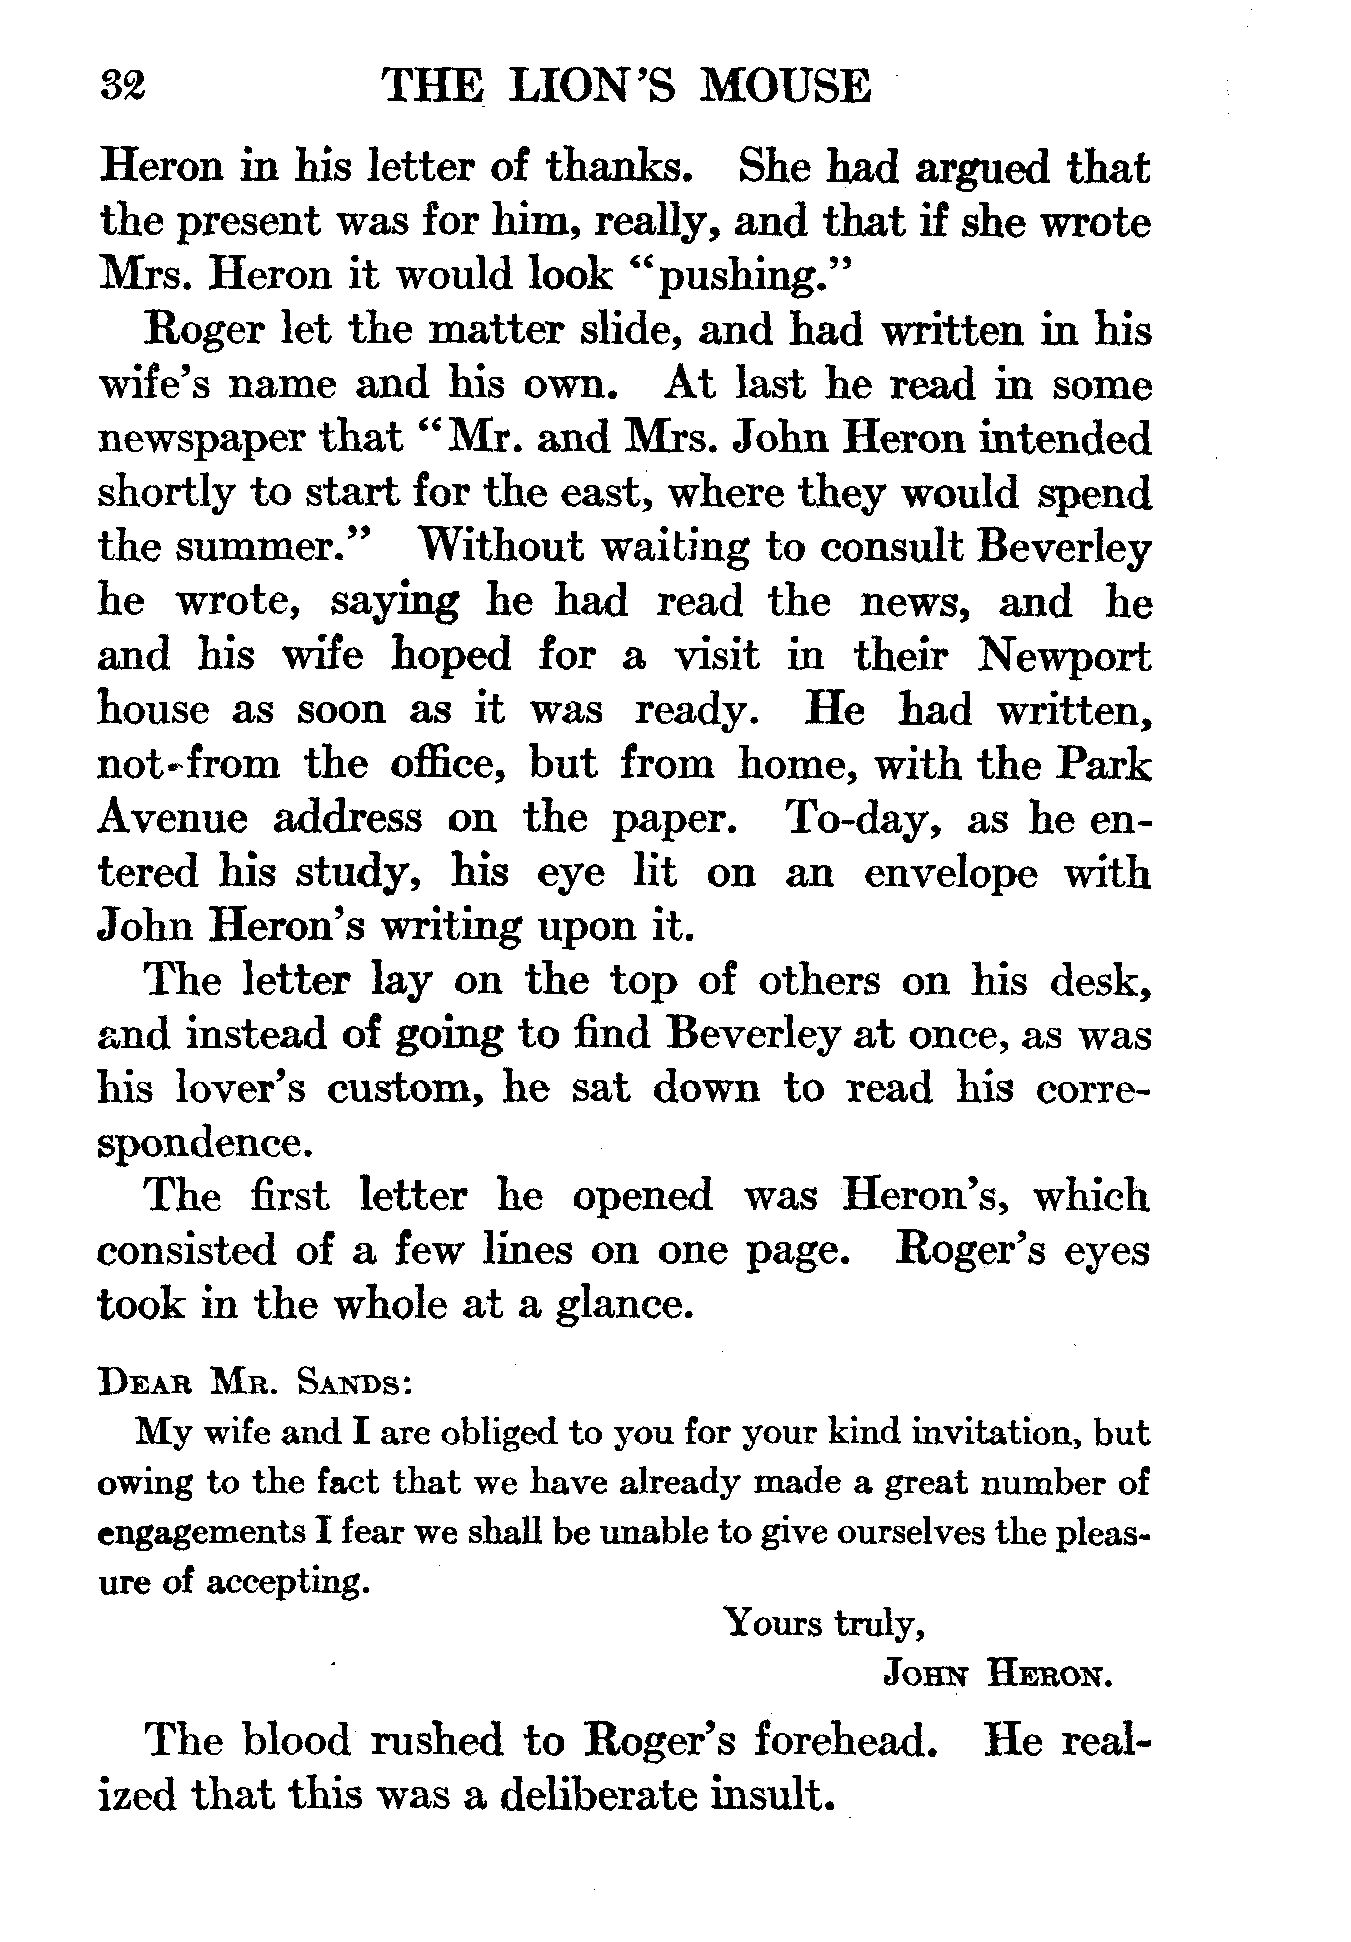 32 THE LION'S MOUSE
Heron in his letter of thanks. She had argued that
the present was for him, really, and that if she wrote
Mrs. Heron it would look "pushing."
Roger let the matter slide, and had written in his
wife's name and his own. At last he read in some
newspaper that "Mr. and Mrs. John Heron intended
shortly to start for the east, where they would spend
the summer." Without waiting to consult Beverley
he wrote, saying he had read the news, and he
and his wife hoped for a visit in their Newport
house as soon as it was ready. He had written,
not-from the office, but from home, with the Park
Avenue address on the paper. To-day, as he en-
tered his study, his eye lit on an envelope with
John Heron's writing upon it.
The letter lay on the top of others on his desk,
and instead of going to find Beverley at once, as was
his lover's custom, he sat down to read his corre-
spondence.
The first letter he opened was Heron's, which
consisted of a few lines on one page. Roger's eyes
took in the whole at a glance.
DEAR MR. SANDS:
My wife and I are obliged to you for your kind invitation, but
owing to the fact that we have already made a great number of
engagements I fear we shall be unable to give ourselves the pleas-
ure of accepting.
Yours truly,
JOHN HERON.
The blood rushed to Roger's forehead. He real-
ized that this was a deliberate insult.